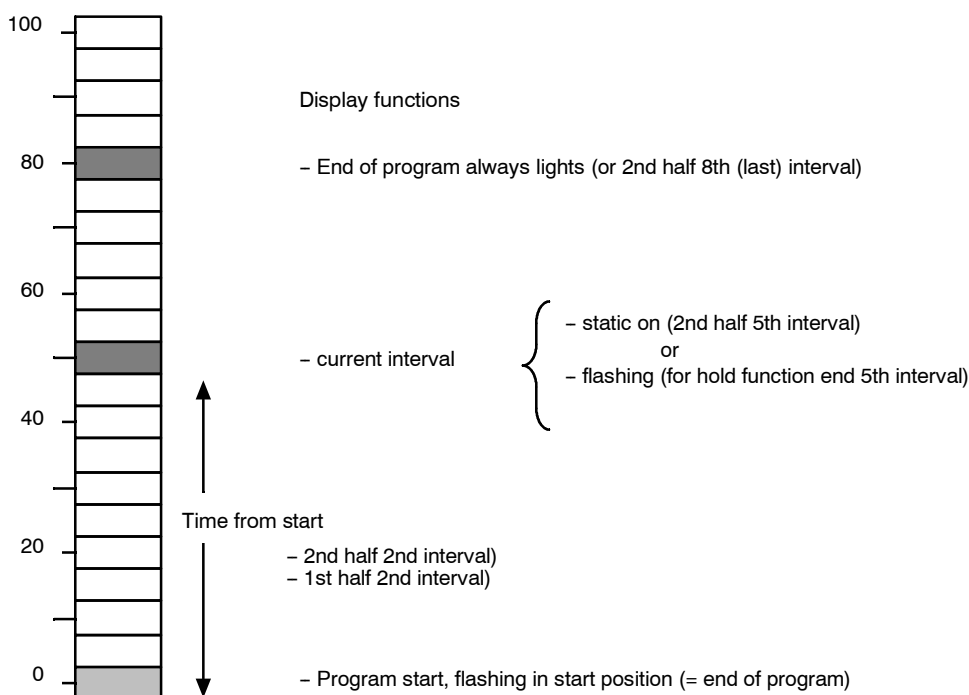 100
Display functions
80
– End of program always lights (or 2nd half 8th (last) interval)
60
– static on (2nd half 5th interval)
or
– current interval
– flashing (for hold function end 5th interval)
40
Time from start
20
– 2nd half 2nd interval)
– 1st half 2nd interval)
0
– Program start, flashing in start position (= end of program)